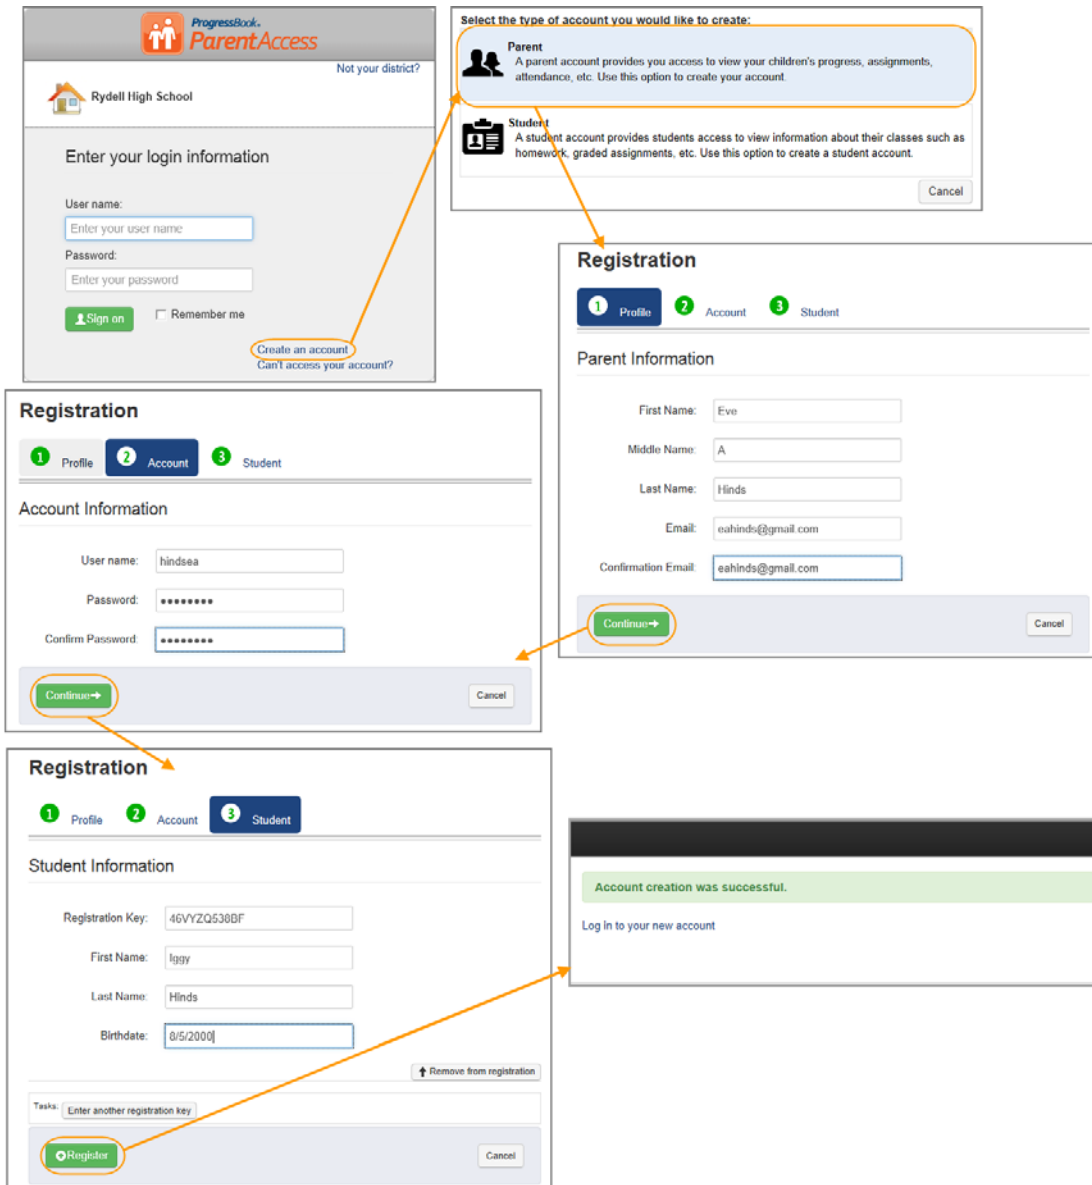 ProgressBook.
ParentAccess
Not your district?
Rydell High School
Enter your login information
User name:
Enter your user name
Password:
Enter your password
Sign on
Remember me
Create an account
Can't access your account?
Select the type of account you would like to create:
Parent
A parent account provides you access to view your children's progress, assignments,
attendance, etc. Use this option to create your account.
Student
A student account provides students access to view information about their classes such as
homework, graded assignments, etc. Use this option to create a student account.
Cancel
Registration
1 Profile 2 Account 3 Student
Parent Information
First Name: Eve
Middle Name: A
Last Name: Hinds
Email: eahinds@gmail.com
Confirmation Email: eahinds@gmail.com
Continue
Cancel
Registration
1 Profile 2 Account 3 Student
Account Information
User name: hindsea
Password: ••••••••
Confirm Password: ••••••••
Continue
Cancel
Registration
1 Profile 2 Account 3 Student
Student Information
Registration Key: 46VYZQ538BF
First Name: Iggy
Last Name: Hinds
Birthdate: 8/5/2000
Remove from registration
Tasks: Enter another registration key
Register
Cancel
Account creation was successful.
Log in to your new account